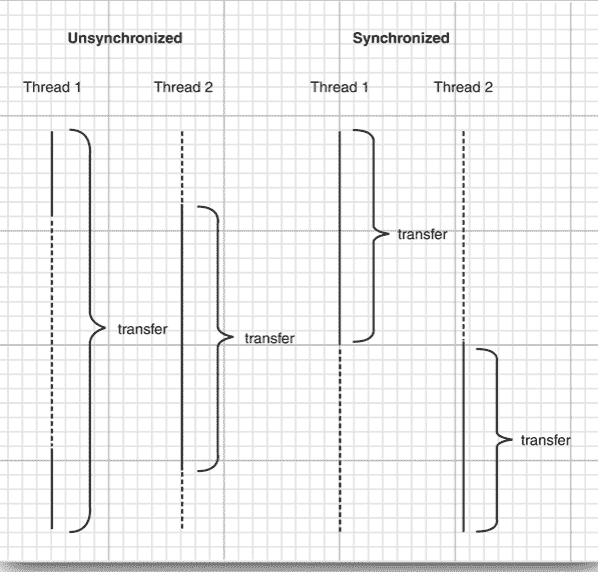 Unsynchronized
Synchronized
Thread 1
Thread 2
Thread 1
Thread 2
transfer
transfer
transfer
transfer